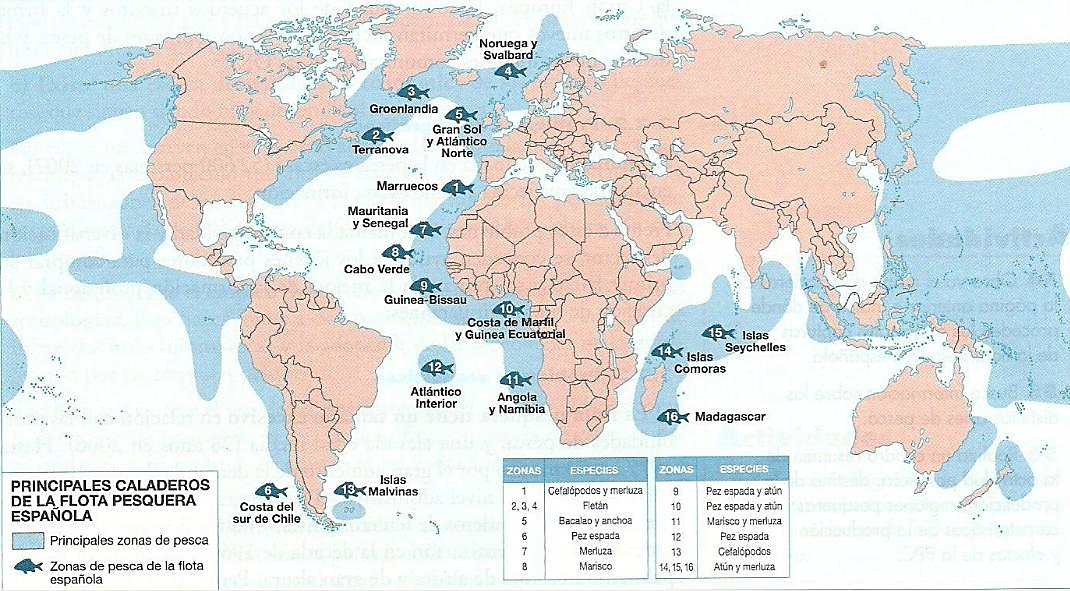 Noruega y
Svalbard
4
3
Groenlandia
5
Gran Sol
y Atlántico
Norte
2
Terranova
Marruecos
1
Mauritania
y Senegal
7
8
Cabo Verde
9
Guinea-Bissau
10
Costa de Marfil
y Guinea Ecuatorial
15
Islas
Seychelles
14
Islas
Comoras
12
Atlántico
Interior
11
Angola
y Namibia
16
Madagascar
6
Costa del
sur de Chile
13
Islas
Malvinas
PRINCIPALES CALADEROS
DE LA FLOTA PESQUERA
ESPAÑOLA
Principales zonas de pesca
Zonas de pesca de la flota
española
ZONAS ESPECIES ZONAS ESPECIES
1 Cefalópodos y merluza 9 Pez espada y atún
2, 3, 4 Fletán 10 Pez espada y atún
5 Bacalao y anchoa 11 Marisco y merluza
6 Pez espada 12 Pez espada
7 Merluza 13 Cefalópodos
8 Marisco 14, 15, 16 Atún y merluza